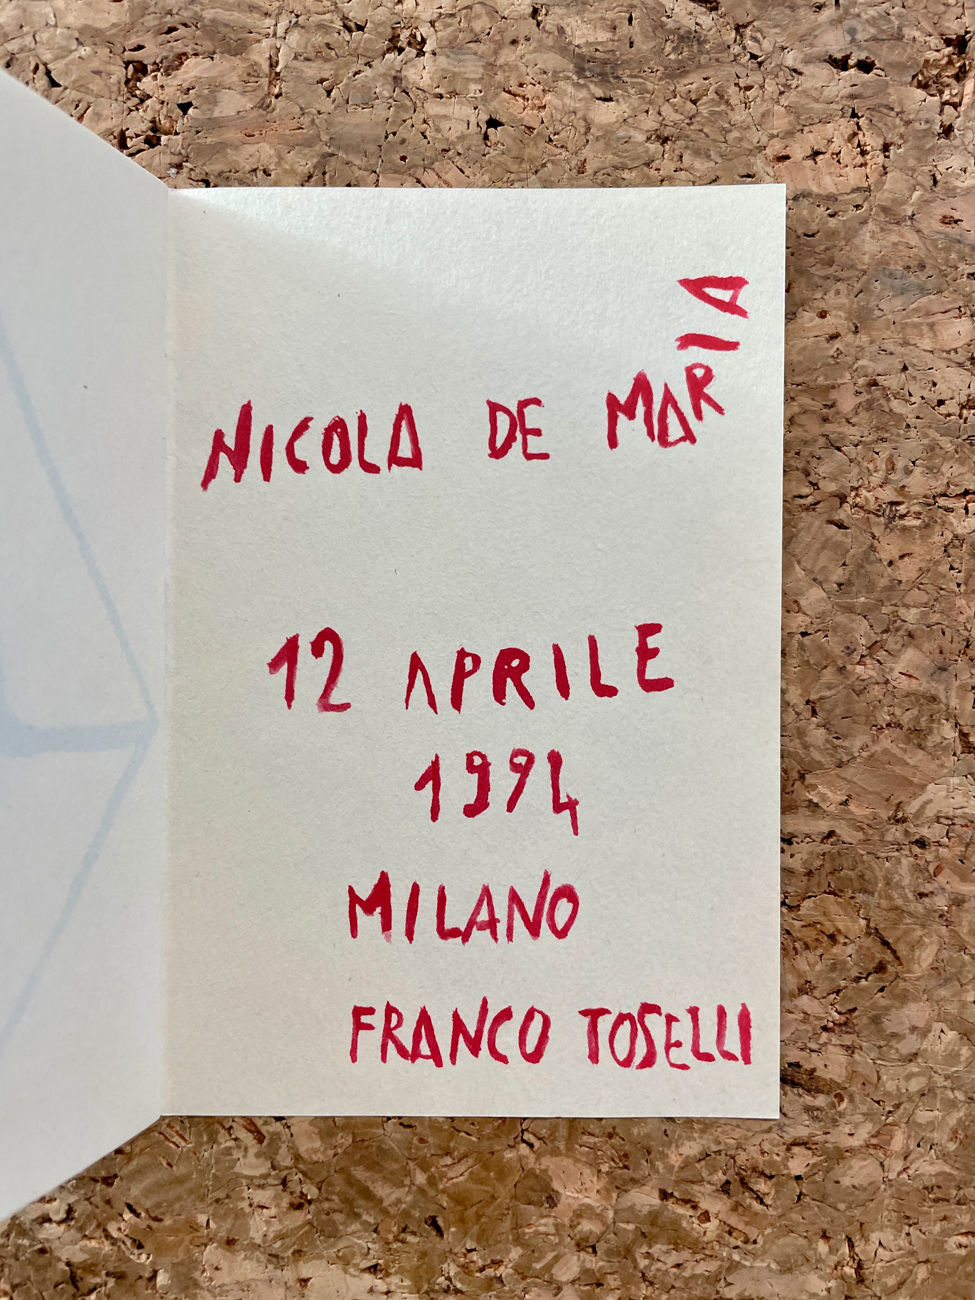 NICOLA DE MARIA
12 APRILE
1994
MILANO
FRANCO TOSELLI